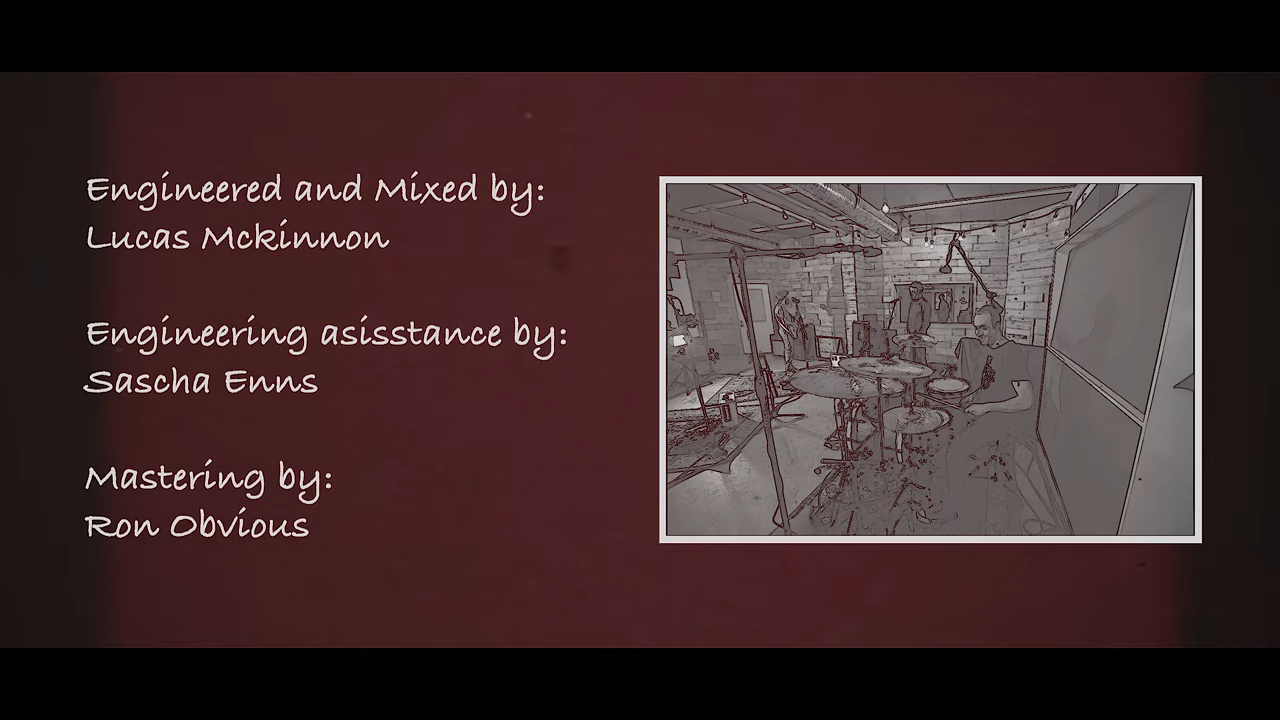 Engineered and Mixed by:
Lucas Mckinnon
Engineering asisstance by:
Sascha Enns
Mastering by:
Ron Obvious